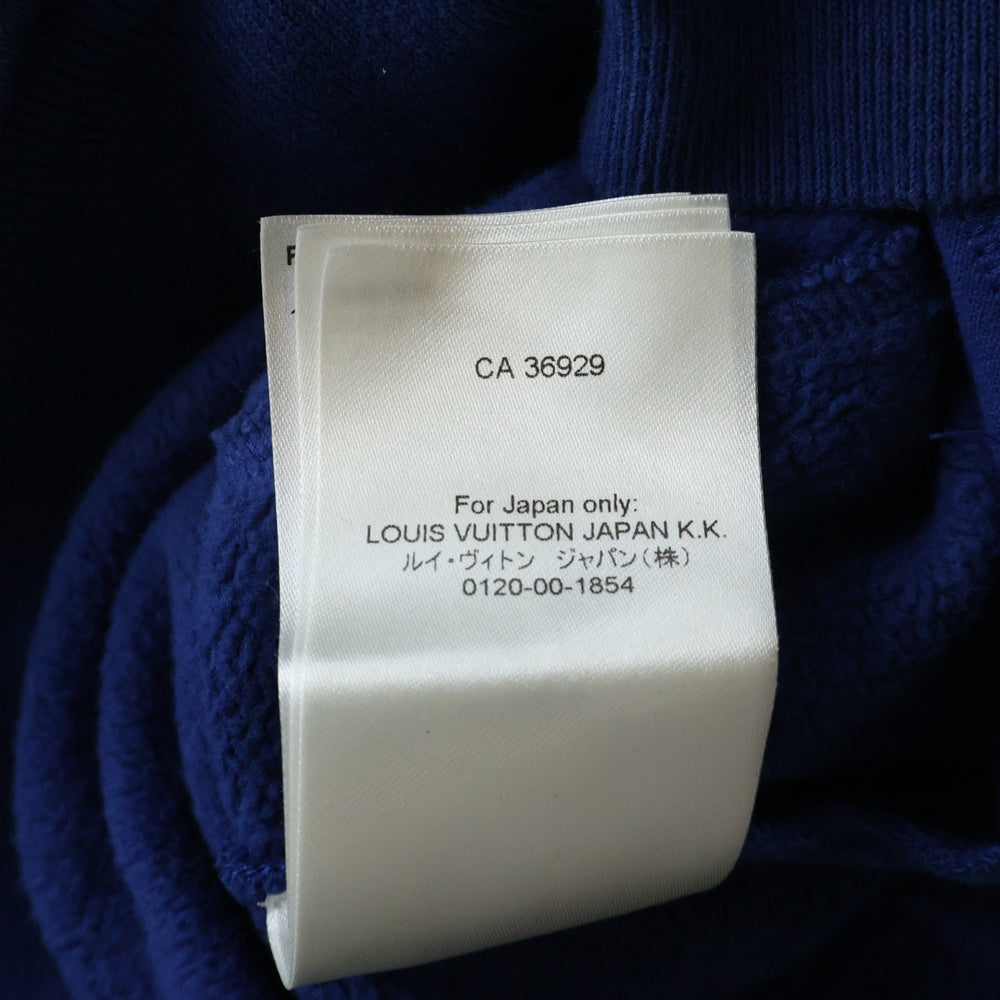 CA 36929
For Japan only:
LOUIS VUITTON JAPAN K.K.
ルイ・ヴィトン ジャパン(株)
0120-00-1854